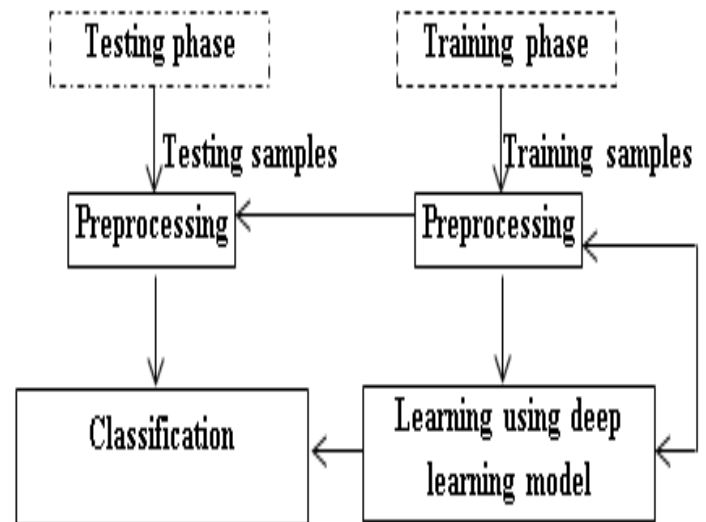 Testing phase
Training phase
Testing samples
Training samples
Preprocessing
Preprocessing
Classification
Learning using deep
learning model